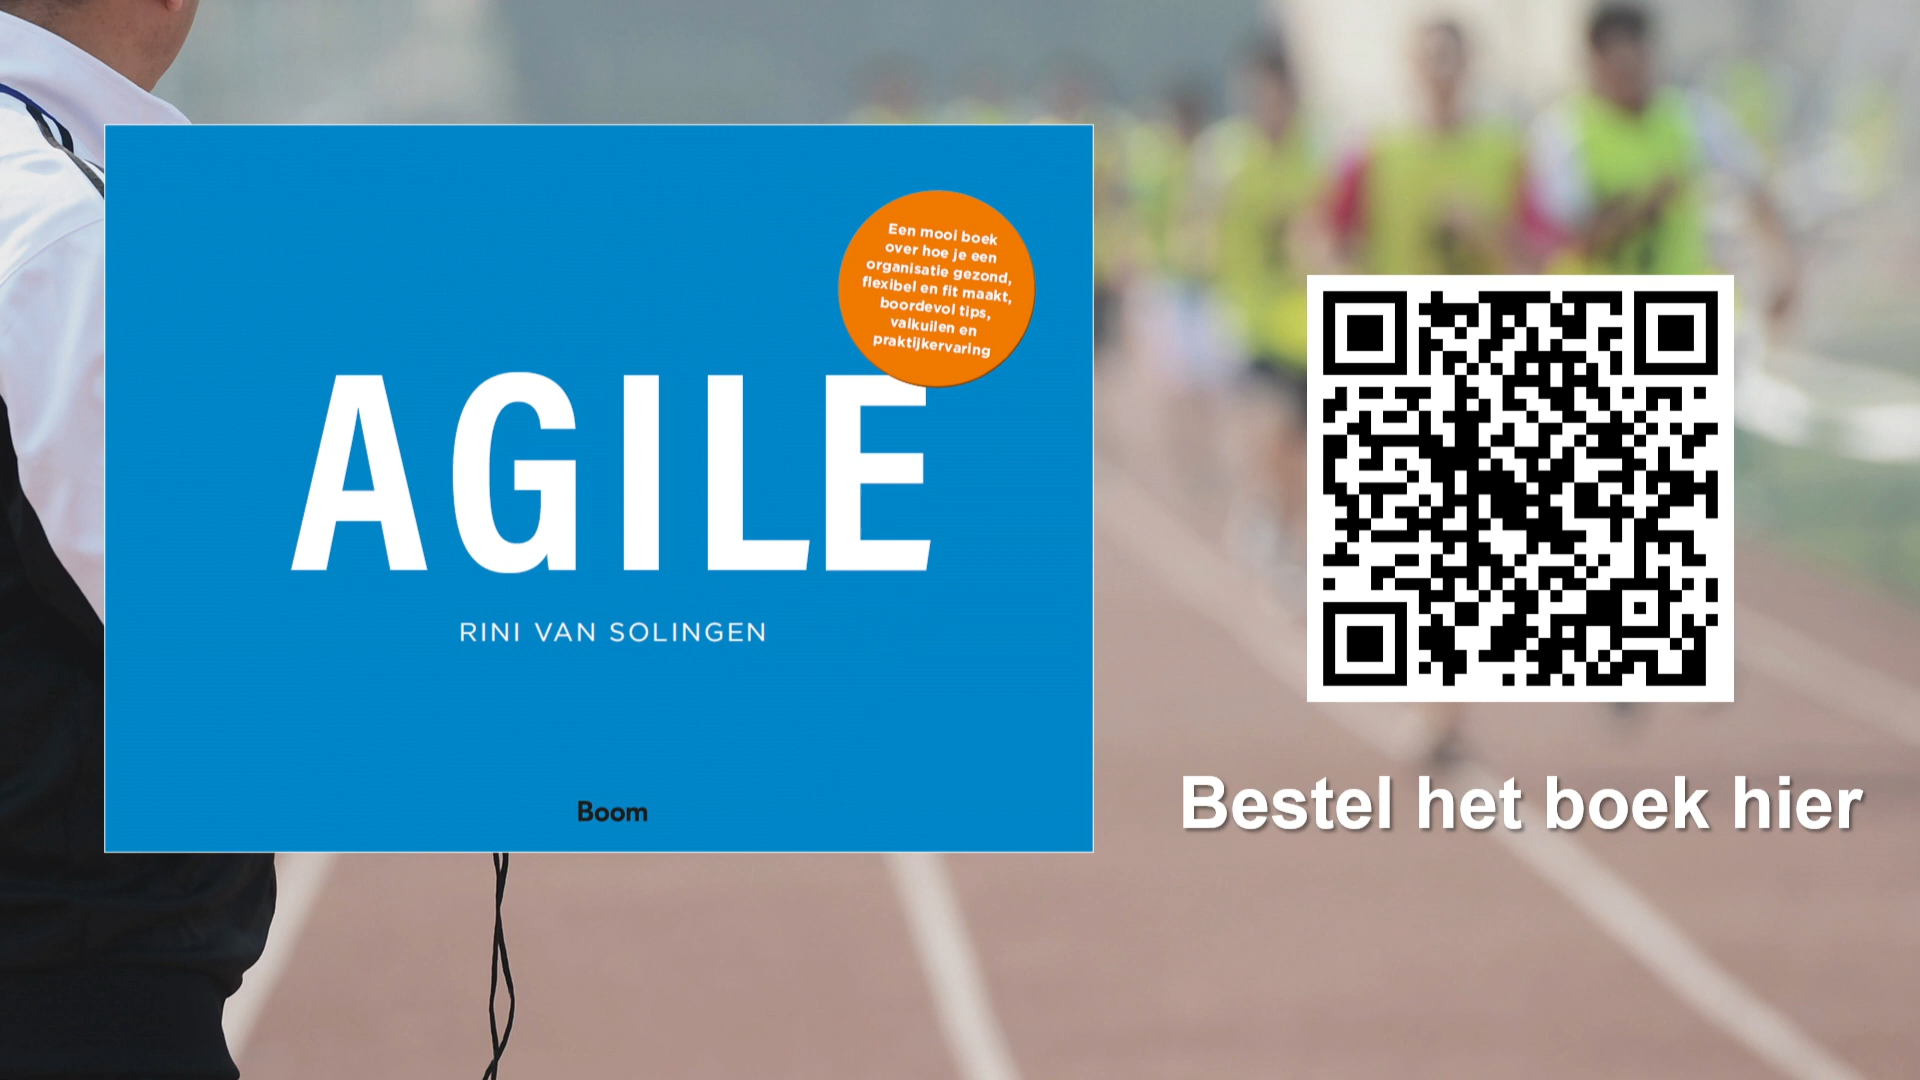 Een mooi boek
over hoe je een
organisatie gezond,
flexibel en fit maakt,
boordevol tips,
valkuilen en
praktijkervaring
AGILE
RINI VAN SOLINGEN
Boom
Bestel het boek hier